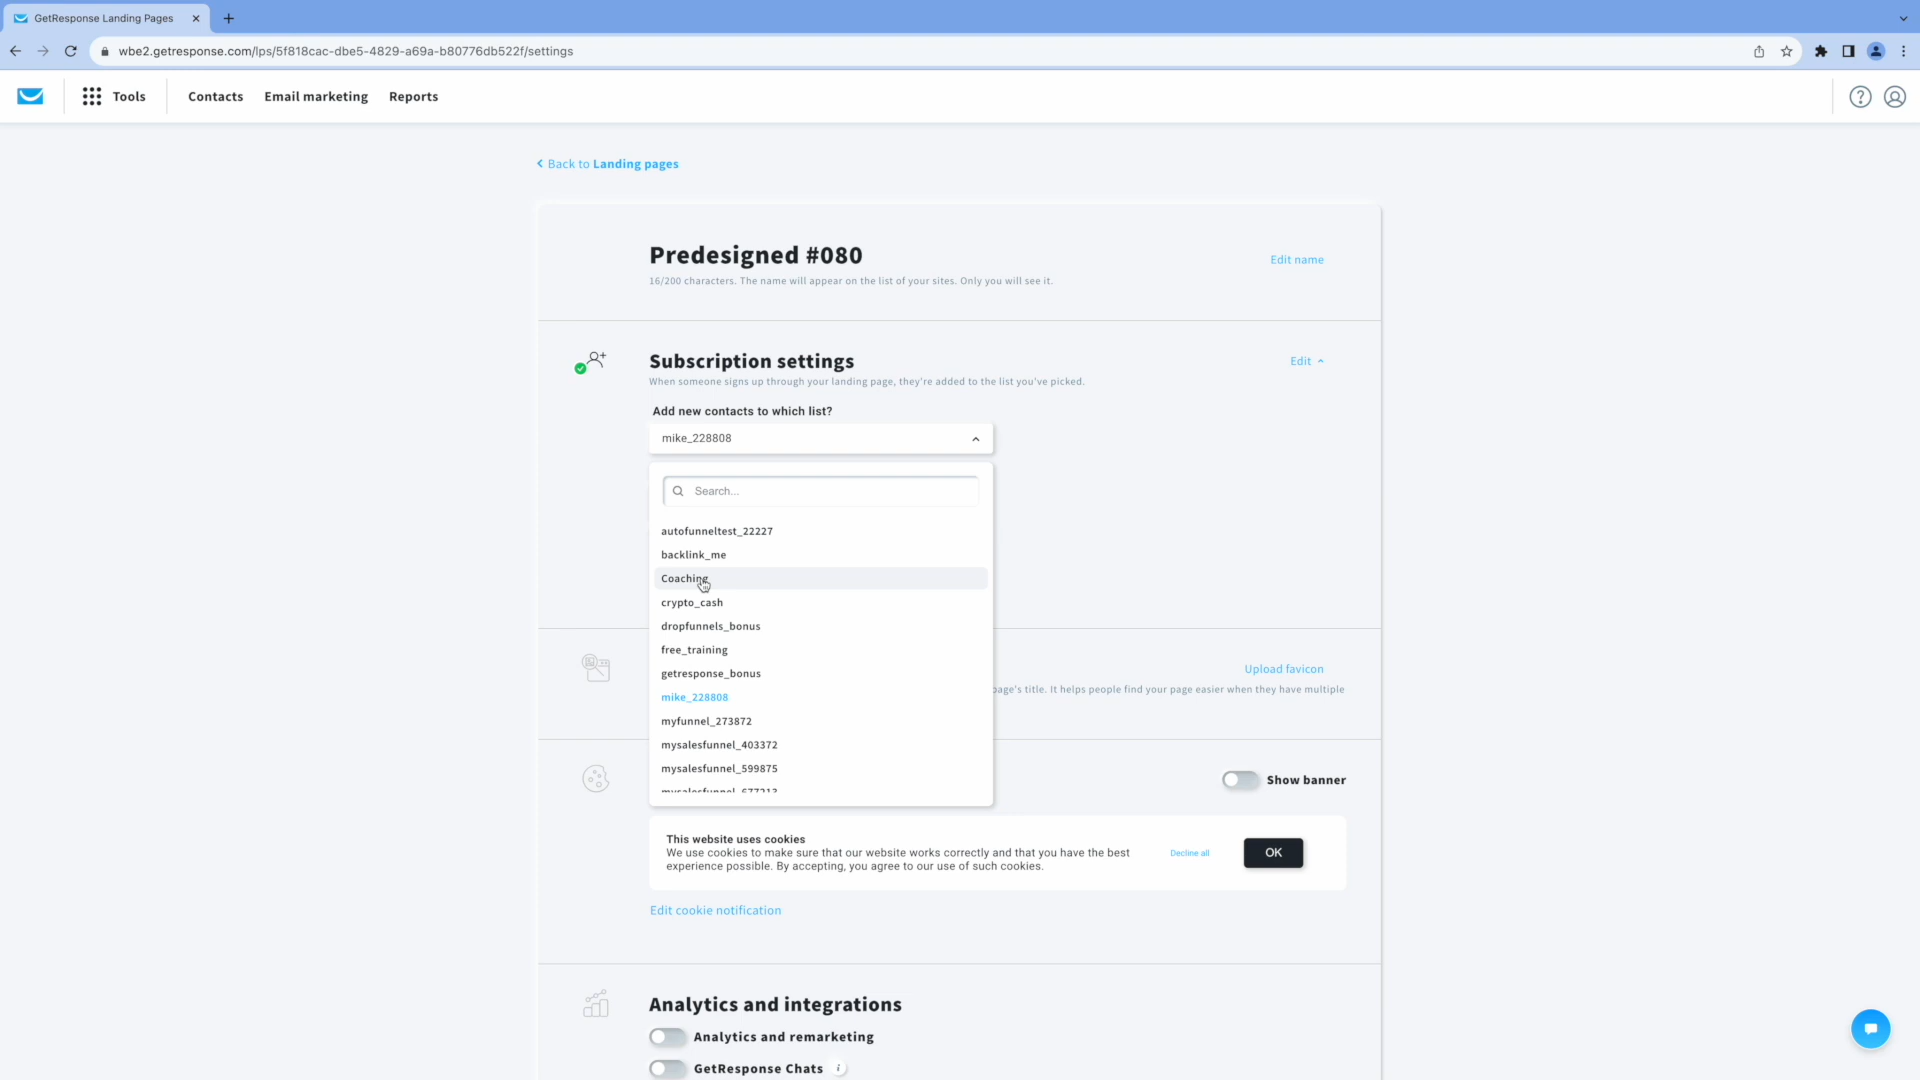 GetResponse Landing Pages
wbe2.getresponse.com/lps/5f818cac-dbe5-4829-a69a-b80776db522f/settings
Tools
Contacts
Email marketing
Reports
Back to Landing pages
Predesigned #080
Edit name
16/200 characters. The name will appear on the list of your sites. Only you will see it.
Subscription settings
Edit
When someone signs up through your landing page, they're added to the list you've picked.
Add new contacts to which list?
mike_228808
Search...
autofunneltest_22227
backlink_me
Coaching
crypto_cash
dropfunnels_bonus
free_training
getresponse_bonus
mike_228808
myfunnel_273872
mysalesfunnel_403372
mysalesfunnel_599875
mysalesfunnel_677213
Upload favicon
page's title. It helps people find your page easier when they have multiple
Show banner
This website uses cookies
We use cookies to make sure that our website works correctly and that you have the best
experience possible. By accepting, you agree to our use of such cookies.
Decline all
OK
Edit cookie notification
Analytics and integrations
Analytics and remarketing
GetResponse Chats
i